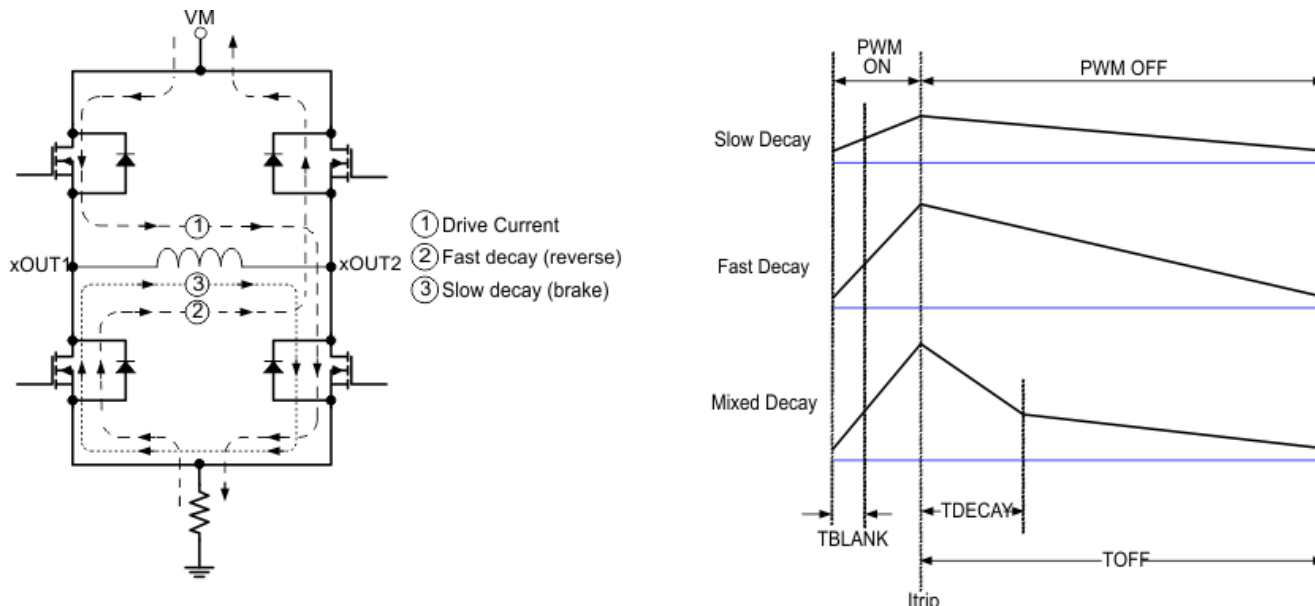 VM
xOUT1
xOUT2
1
3
2
1 Drive Current
2 Fast decay (reverse)
3 Slow decay (brake)
PWM
ON
PWM OFF
Slow Decay
Fast Decay
Mixed Decay
TDECAY
TBLANK
TOFF
Itrip